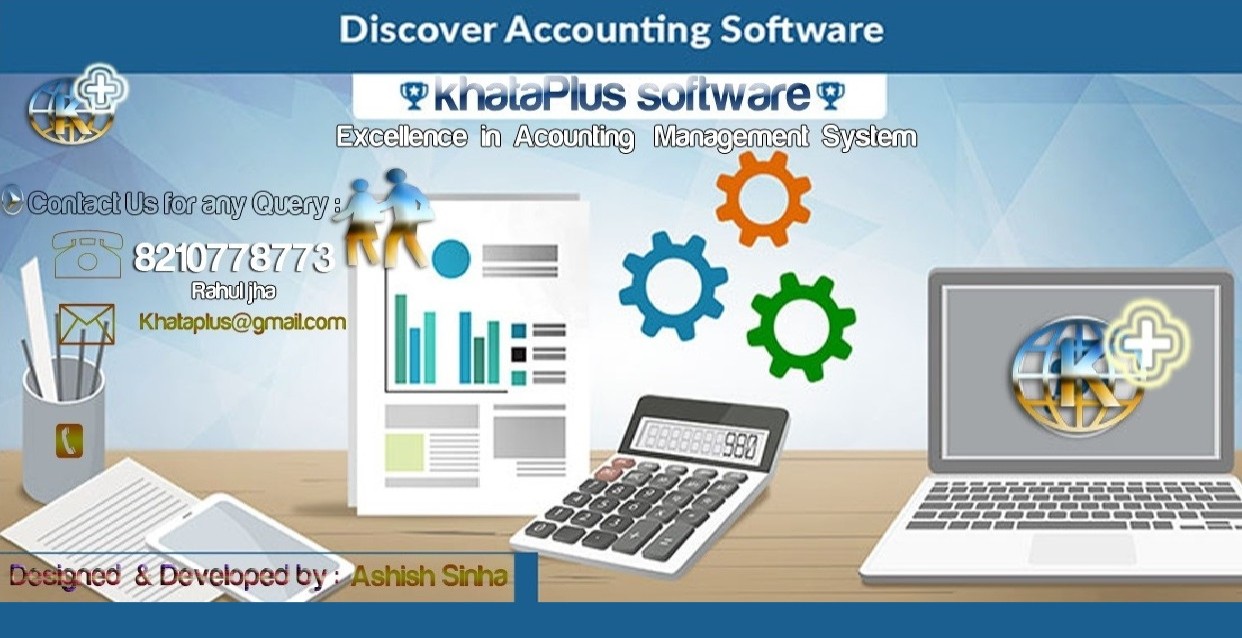 Discover Accounting Software
khataPlus software
Excellence in Acounting Management System
Contact Us for any Query :
8210778773
Rahul jha
Khataplus@gmail.com
980
K+
Designed & Developed by : Ashish Sinha